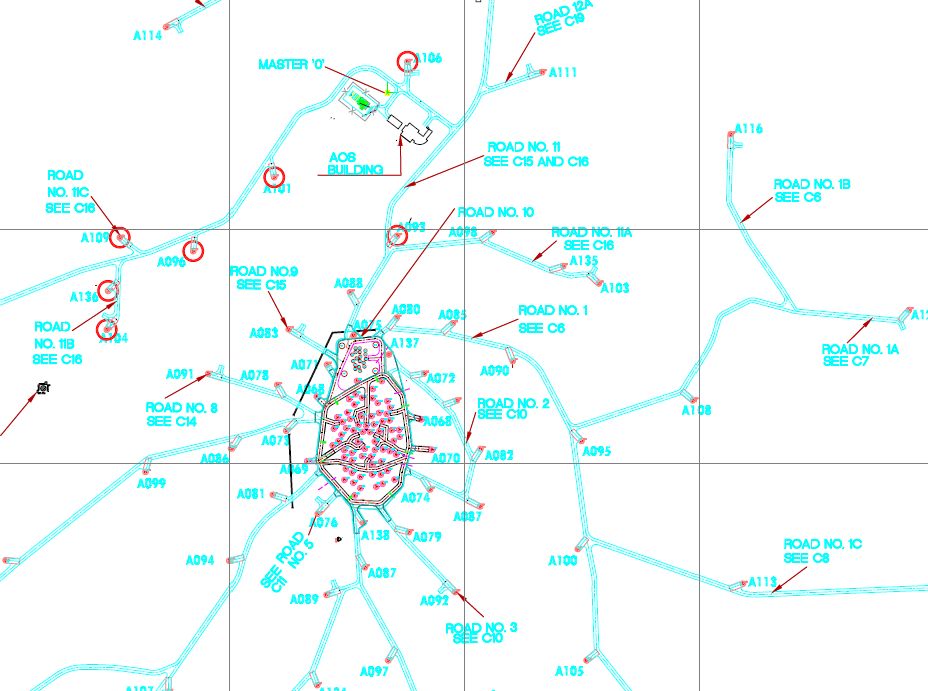 ROAD 12A
SEE C19
A114
A106
MASTER '0'
A111
A116
AOS
BUILDING
ROAD NO. 11
SEE C15 AND C16
ROAD
NO. 11C
SEE C16
A101
ROAD NO. 1B
SEE C6
ROAD NO. 10
A109
A096
A093
A098
ROAD NO. 11A
SEE C16
A135
A103
A136
ROAD NO.9
SEE C15
A088
A104
ROAD
NO. 11B
SEE C16
A083
A080
A085
ROAD NO. 1
SEE C6
A075
A137
ROAD NO. 1A
SEE C7
A091
A078
A071
A072
A090
ROAD NO. 8
SEE C14
ROAD NO. 2
SEE C10
A108
A068
A073
A086
A070
A082
A095
A069
A099
A081
A074
A087
A076
A138
A079
SEE ROAD
NO. 5
C11
A094
A100
ROAD NO. 1C
SEE C8
A087
A089
A092
A113
ROAD NO. 3
SEE C10
A097
A105
A107